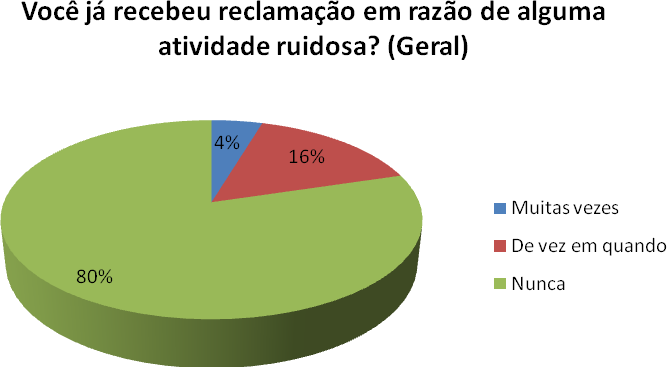 Você já recebeu reclamação em razão de alguma
atividade ruidosa? (Geral)
4%
16%
80%
Muitas vezes
De vez em quando
Nunca